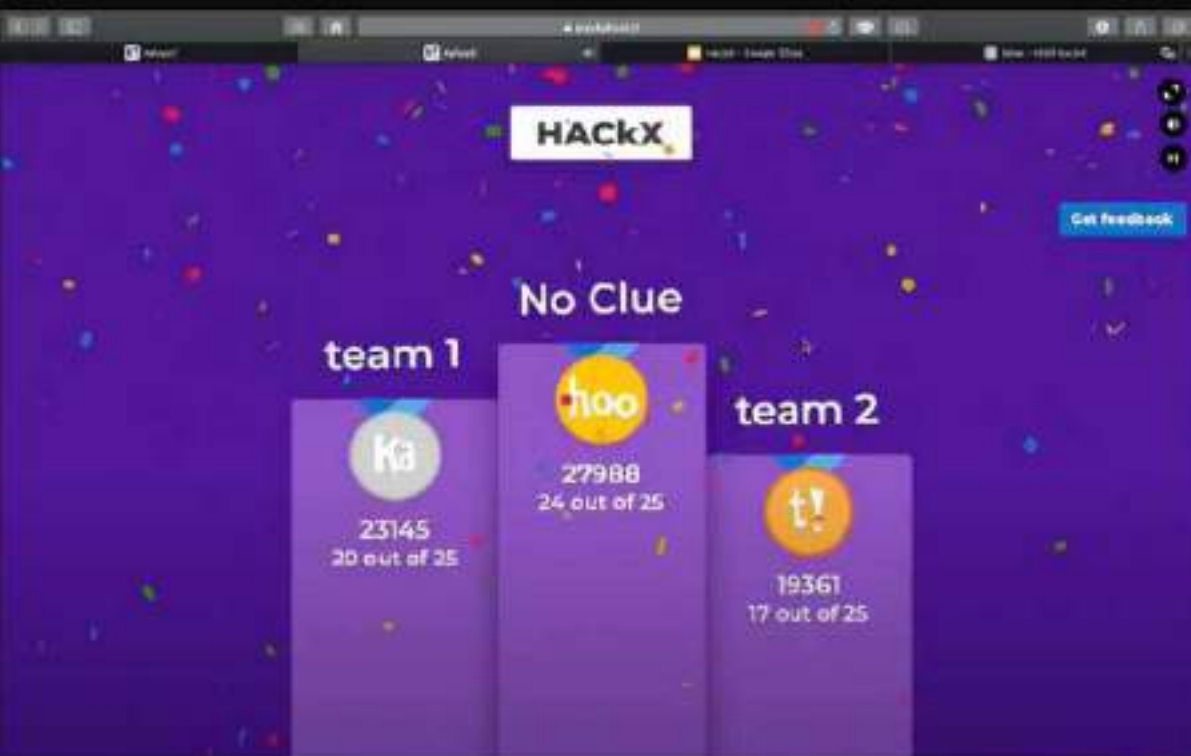 HACkX
Get feedback
No Clue
team 1
team 2
hoo
27988
24 out of 25
Ka
23145
20 out of 25
t!
19361
17 out of 25